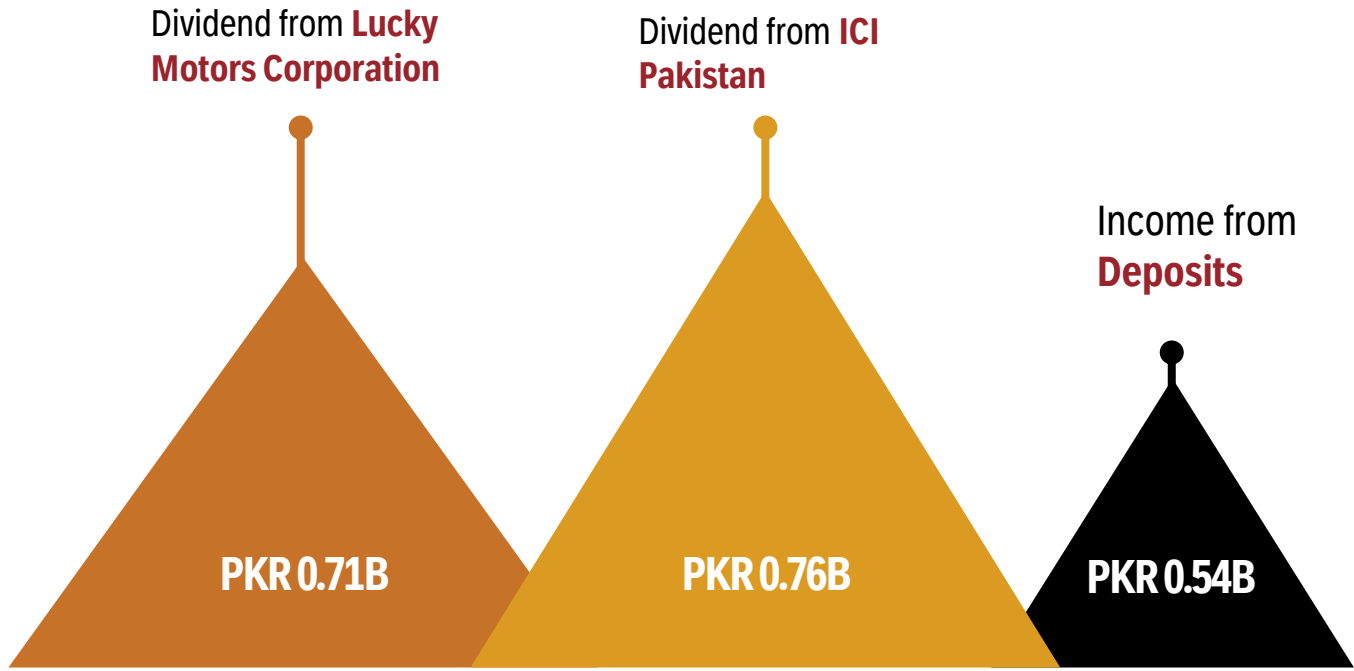 Dividend from Lucky
Motors Corporation
Dividend from ICI
Pakistan
Income from
Deposits
PKR 0.71B
PKR 0.76B
PKR 0.54B